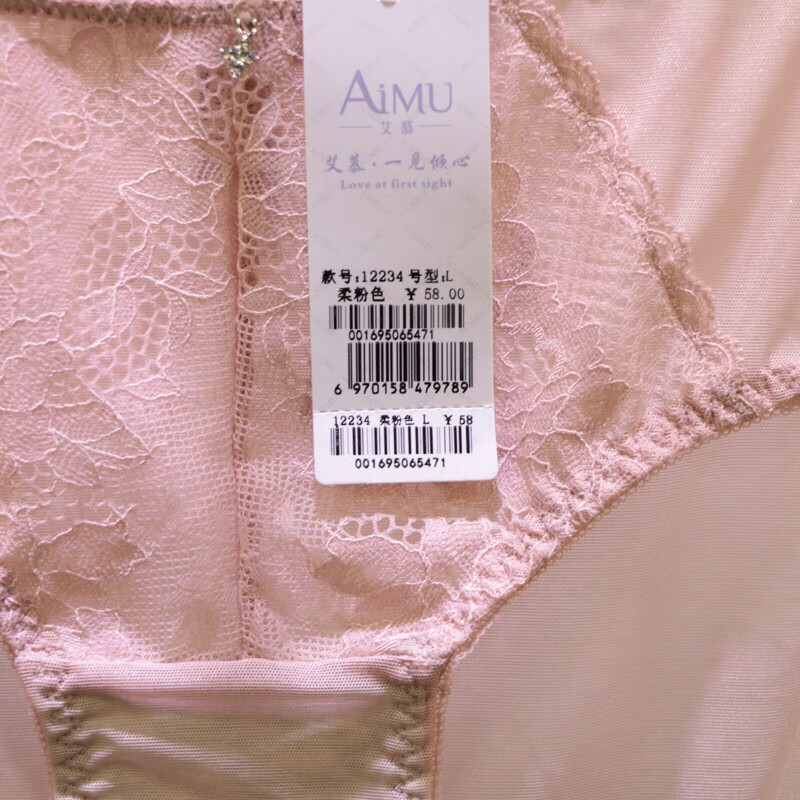 AiMU
艾慕
艾慕·一见倾心
Love at first sight
款号:12234 号型:L
柔粉色 ￥58.00
001695065471
6 970158 479789
12234 柔粉色 L ￥58
001695065471